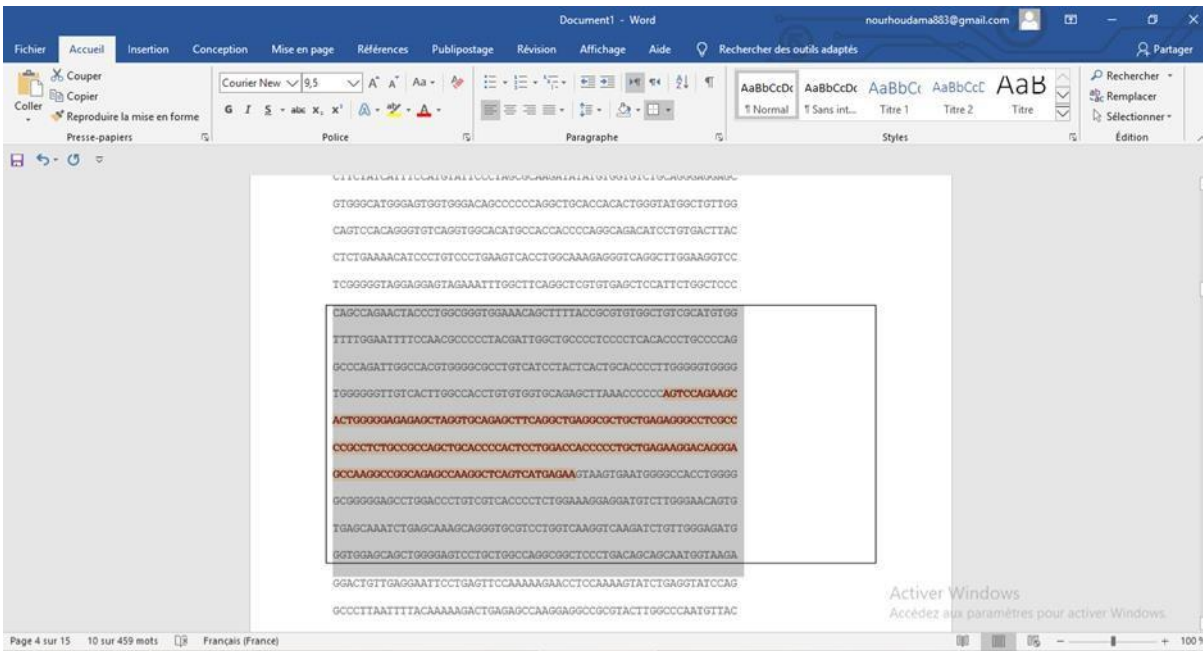 Document1 - Word
nourhoudama883@gmail.com
Fichier Accueil Insertion Conception Mise en page Références Publipostage Révision Affichage Aide Rechercher des outils adaptés Partager
Couper
Copier
Coller
Reproduire la mise en forme
Presse-papiers
Courier New 9,5
G I S abc X, X²
Police
Paragraphe
AaBbCcDc AaBbCcDc AaBbCc AaBbCcC AaB
¶ Normal ¶ Sans int... Titre 1 Titre 2 Titre
Styles
Rechercher
Remplacer
Sélectionner
Édition
GTGGGCATGGGAGTGGTGGGACAGCCCCCCAGGCTGCACCACACTGGGTATGGCTGTTGG
CAGTCCACAGGGTGTCAGGTGGCACATGCCACCACCCCAGGCAGACATCCTGTGACTTAC
CTCTGAAAACATCCCTGTCCCTGAAGTCACCTGGCAAAGAGGGTCAGGCTTGGAAGGTCC
TCGGGGGTAGGAGGAGTAGAAATTTGGCTTCAGGCTCGTGTGAGCTCCATTCTGGCTCCC
CAGCCAGAACTACCCTGGCGGGTGGAAACAGCTTTTACCGCGTGTGGCTGTCGCATGTGG
TTTTGGAATTTTCCAACGCCCCCTACGATTGGCTGCCCCTCCCCTCACACCCTGCCCCAG
GCCCAGATTGGCCACGTGGGGCGCCTGTCATCCTACTCACTGCACCCCTTGGGGGTGGGG
TGGGGGGTTGTCACTTGGCCACCTGTGTGGTGCAGAGCTTAAACCCCCCAGTCCAGAAGC
ACTGGGGGAGAGAGCTAGGTGCAGAGCTTCAGGCTGAGGCGCTGCTGAGAGGGCCTCGCC
CCGCCTCTGCCGCCAGCTGCACCCCACTCCTGGACCACCCCCTGCTGAGAAGGACAGGGA
GCCAAGGCCGGCAGAGCCAAGGCTCAGTCATGAGAAGTAAGTGAATGGGGCCACCTGGGG
GCGGGGGAGCCTGGACCCTGTCGTCACCCCTCTGGAAAGGAGGATGTCTTGGGAACAGTG
TGAGCAAATCTGAGCAAAGCAGGGTGCGTCCTGGTCAAGGTCAAGATCTGTTGGGAGATG
GGTGGAGCAGCTGGGGAGTCCTGCTGGCCAGGCGGCTCCCTGACAGCAGCAATGGTAAGA
GGACTGTTGAGGAATTCCTGAGTTCCAAAAAGAACCTCCAAAAGTATCTGAGGTATCCAG
GCCCTTAATTTTACAAAAAGACTGAGAGCCAAGGAGGCCGCGTACTTGGCCCAATGTTAC
Activer Windows
Accédez aux paramètres pour activer Windows.
Page 4 sur 15 10 sur 459 mots Français (France) 100 %